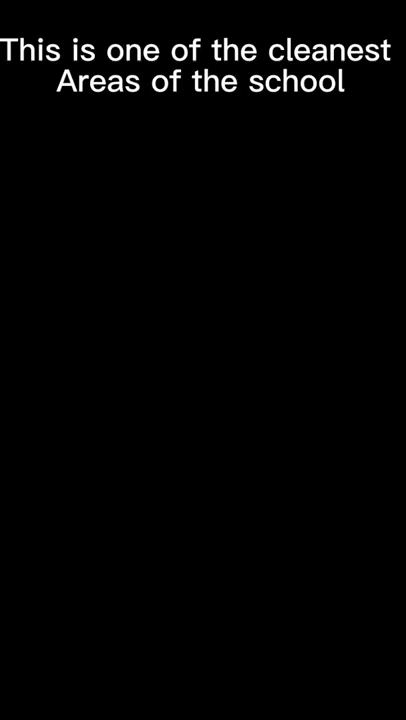 This is one of the cleanest
Areas of the school